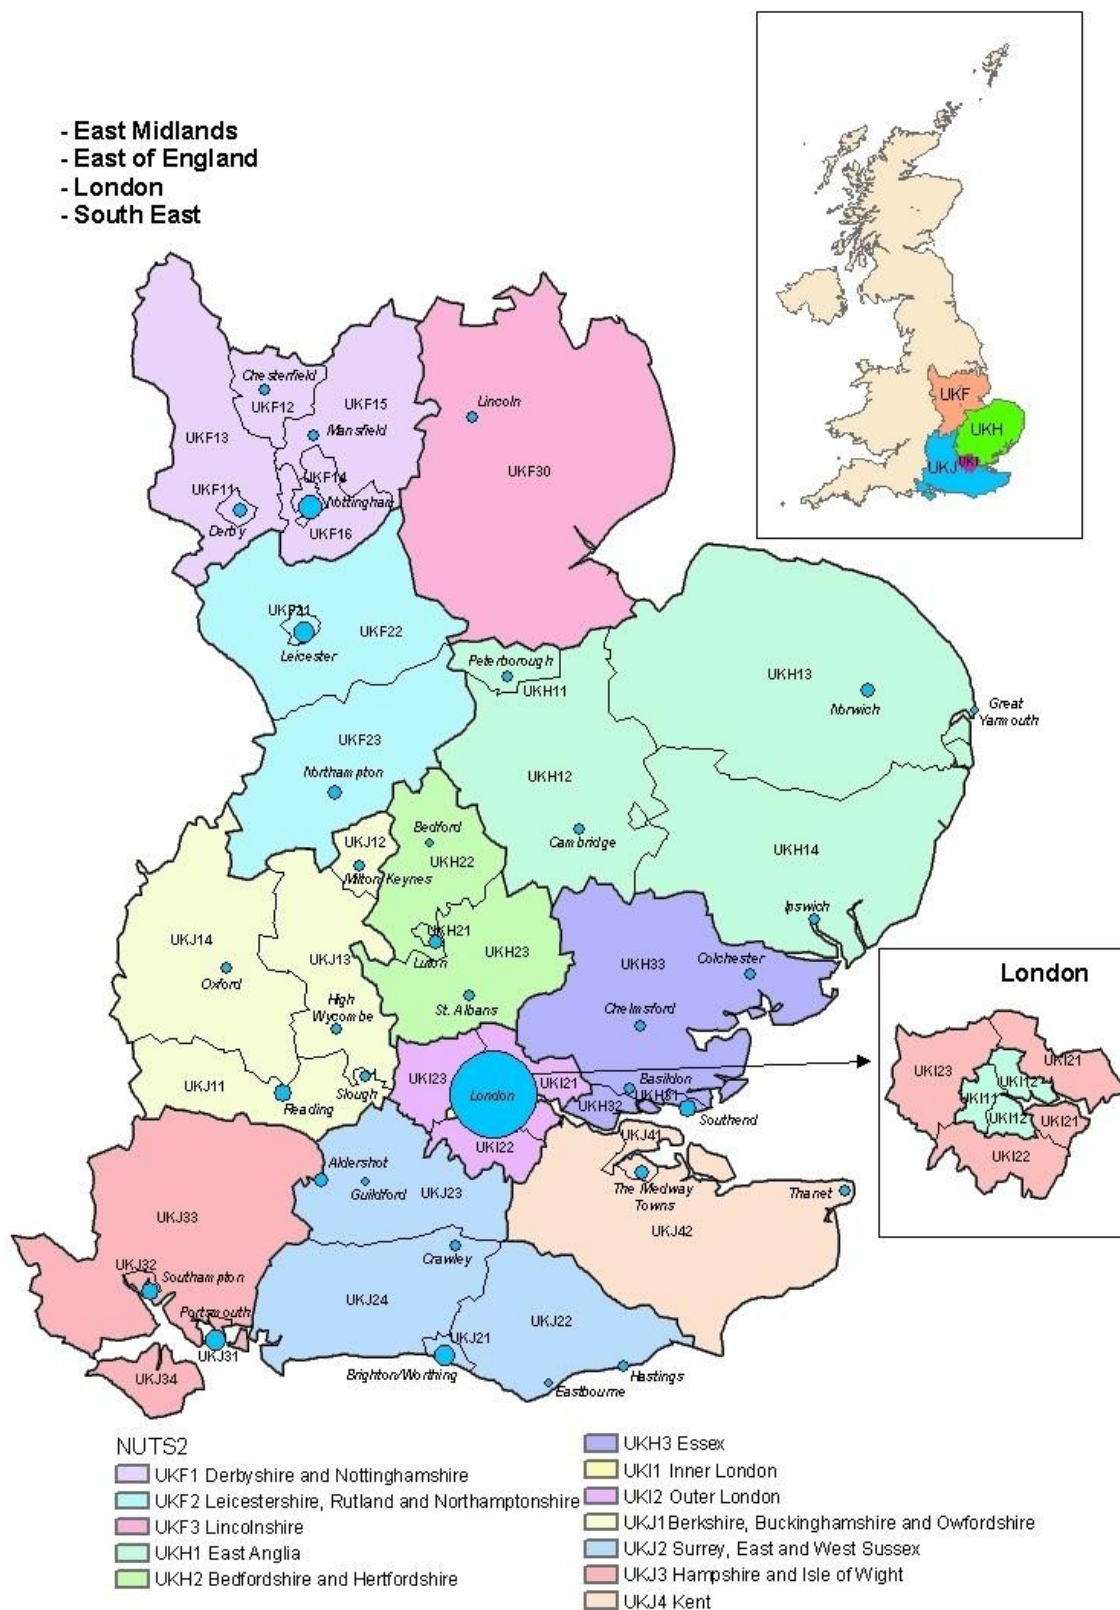 - East Midlands
- East of England
- London
- South East
UKF
UKH
UKJ
UKI
Chesterfield
UKF12
UKF15
UKF13
Mansfield
Lincoln
UKF30
UKF11
UKF14
Nottingham
Derby
UKF16
UKF21
UKF22
Leicester
Peterborough
UKH11
UKH13
Norwich
Great
Yarmouth
UKF23
Northampton
UKH12
UKJ12
Bedford
Cambridge
UKH14
UKH22
Milton Keynes
Ipswich
UKJ14
UKH21
UKJ13
Luton
UKH23
UKH33
Colchester
Oxford
High
Wycombe
St. Albans
Chelmsford
London
UKI23
UKI21
UKI12
UKI11
UKI12
UKI21
UKI22
UKJ11
Slough
Reading
UKI23
London
UKI21
UKI22
Basildon
UKH31
UKH32
Southend
UKJ41
Aldershot
Guildford
UKJ23
The Medway
Towns
Thanet
UKJ33
UKJ42
Crawley
UKJ32
Southampton
UKJ24
Portsmouth
UKJ31
UKJ21
UKJ22
Brighton/Worthing
Hastings
Eastbourne
UKJ34
NUTS2
UKF1 Derbyshire and Nottinghamshire
UKF2 Leicestershire, Rutland and Northamptonshire
UKF3 Lincolnshire
UKH1 East Anglia
UKH2 Bedfordshire and Hertfordshire
UKH3 Essex
UKI1 Inner London
UKI2 Outer London
UKJ1 Berkshire, Buckinghamshire and Owfordshire
UKJ2 Surrey, East and West Sussex
UKJ3 Hampshire and Isle of Wight
UKJ4 Kent